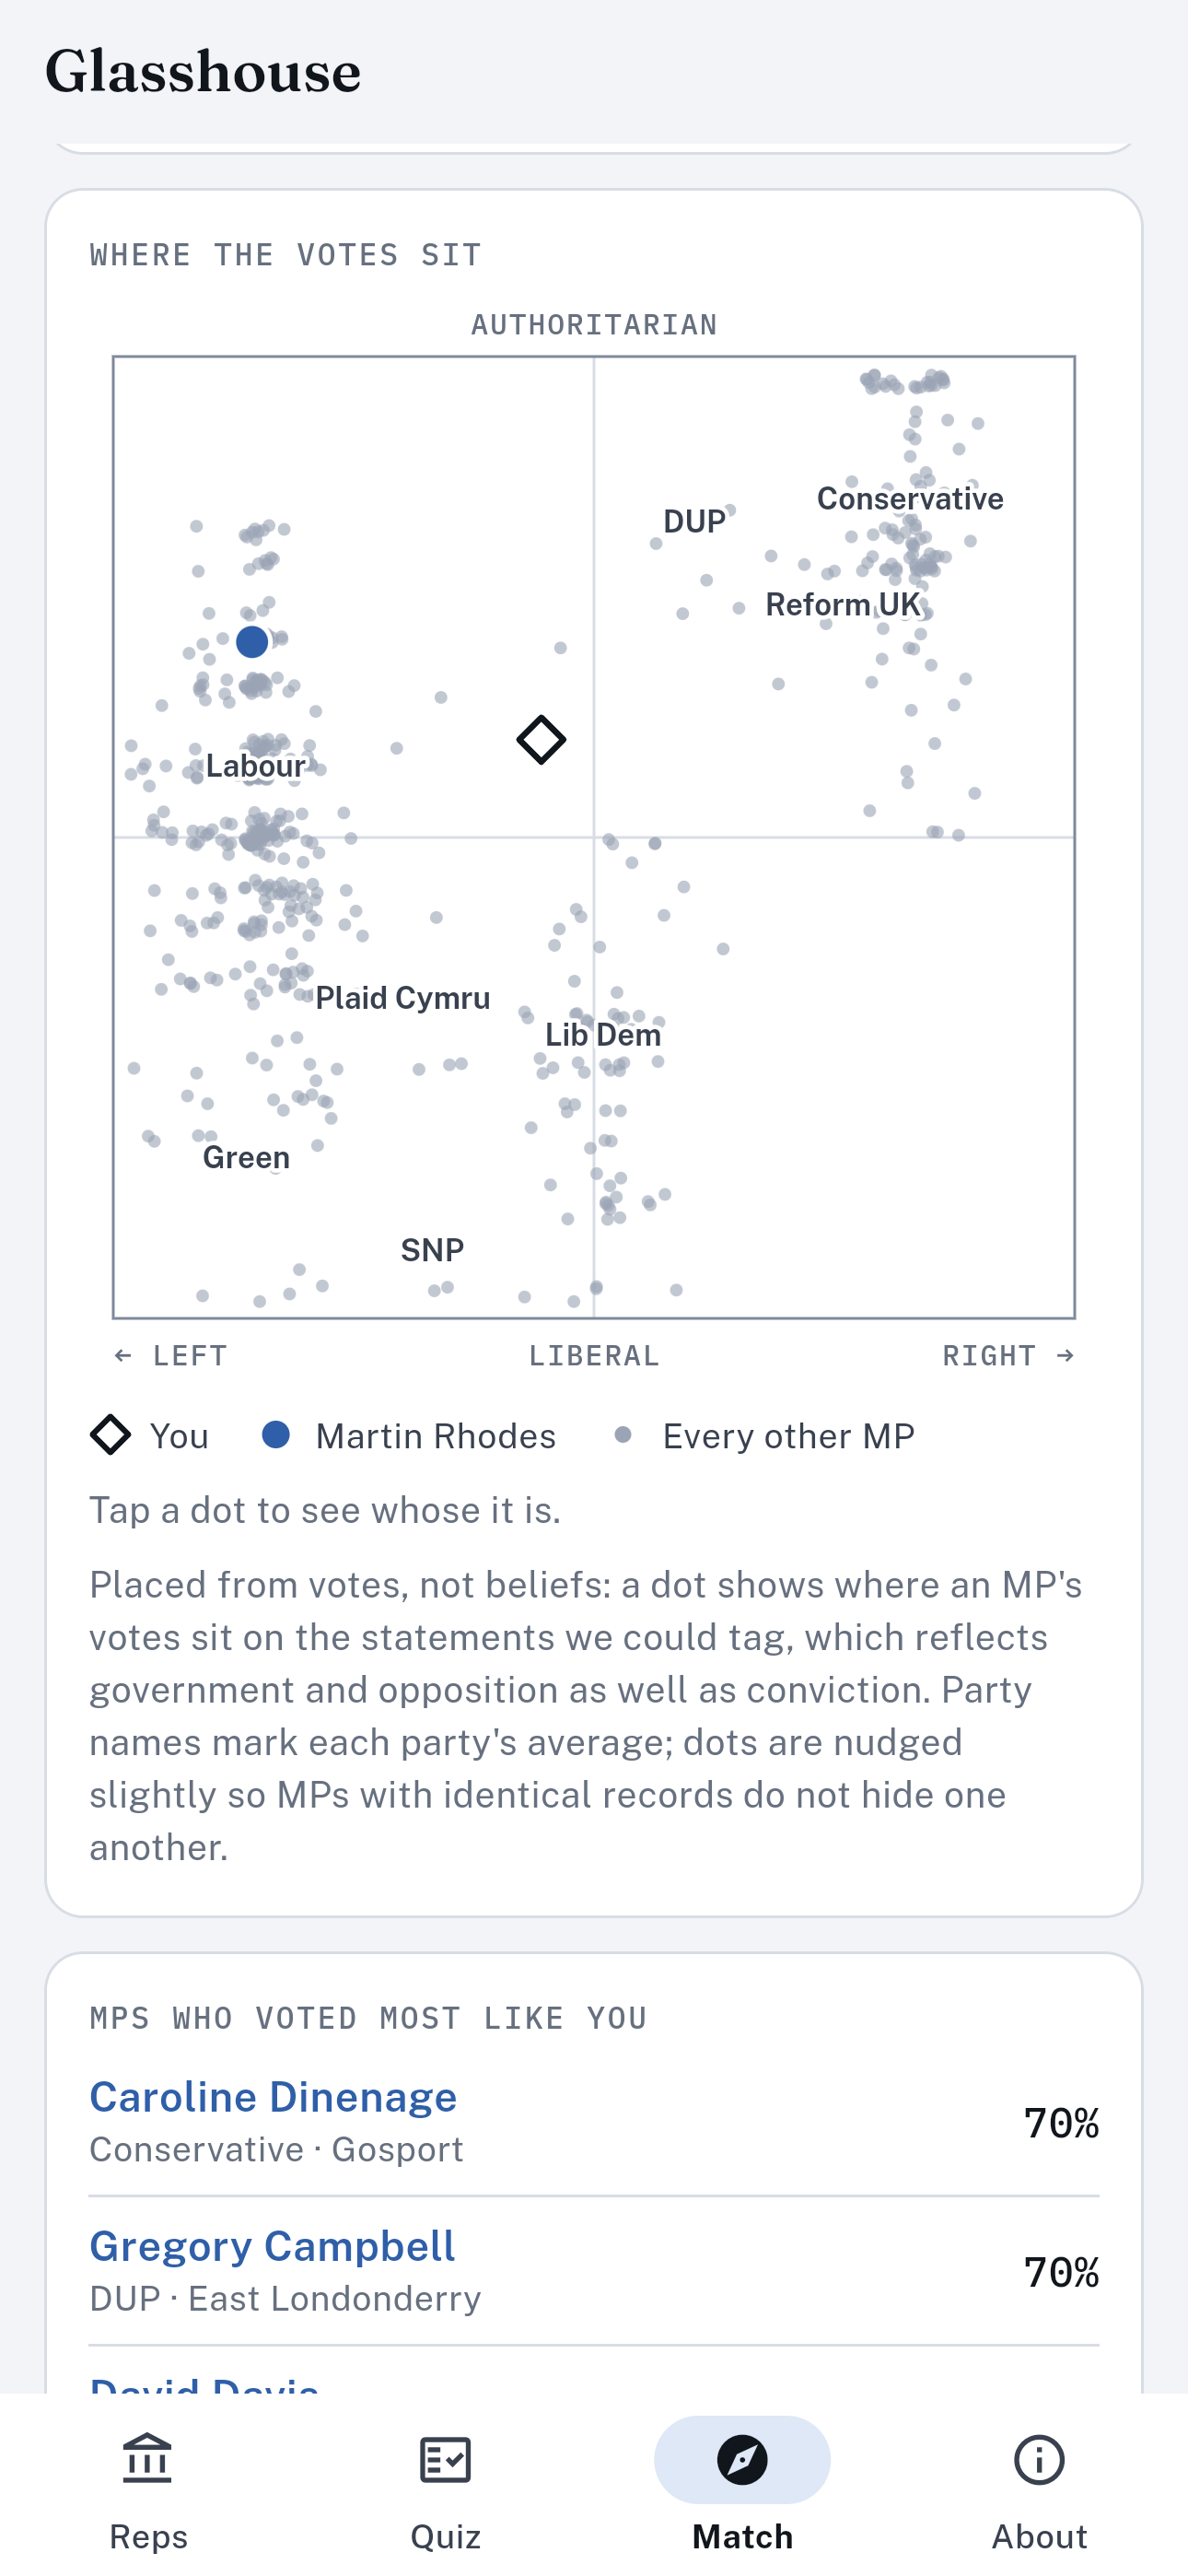 Glasshouse
WHERE THE VOTES SIT
AUTHORITARIAN
Conservative
DUP
Reform UK
Labour
Plaid Cymru
Lib Dem
Green
SNP
← LEFT LIBERAL RIGHT →
You Martin Rhodes Every other MP
Tap a dot to see whose it is.
Placed from votes, not beliefs: a dot shows where an MP's
votes sit on the statements we could tag, which reflects
government and opposition as well as conviction. Party
names mark each party's average; dots are nudged
slightly so MPs with identical records do not hide one
another.
MPS WHO VOTED MOST LIKE YOU
Caroline Dinenage
Conservative · Gosport 70%
Gregory Campbell
DUP · East Londonderry 70%
David Davis
Reps Quiz Match About